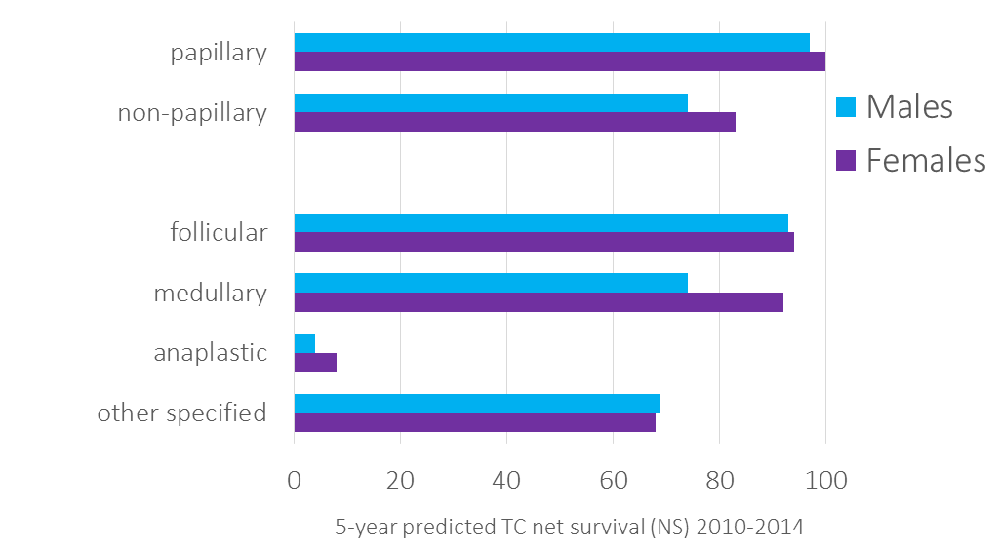 papillary
non-papillary
Males
Females
follicular
medullary
anaplastic
other specified
0 20 40 60 80 100
5-year predicted TC net survival (NS) 2010-2014